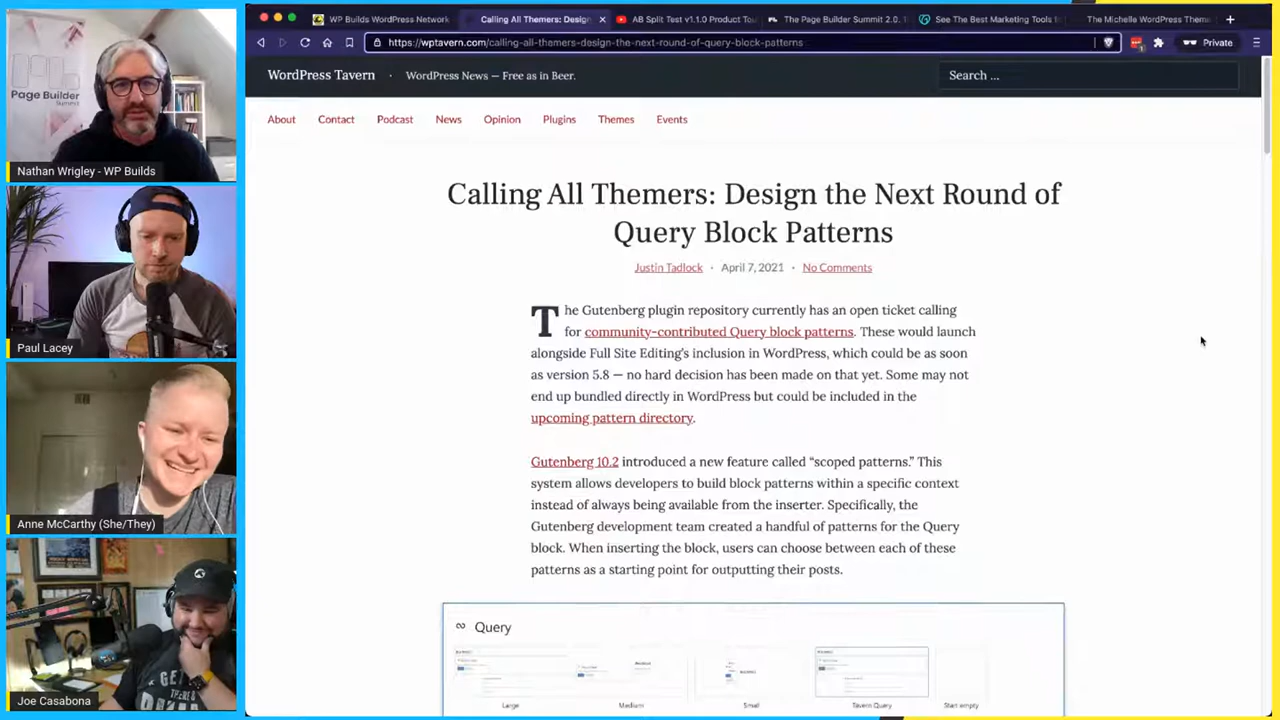 Page Builder
Summit
Nathan Wrigley - WP Builds
Paul Lacey
Anne McCarthy (She/They)
GET
THERE'S
Joe Casabona
WP Builds WordPress Network
Calling All Themers: Design
AB Split Test v1.1.0 Product Tou
The Page Builder Summit 2.0.
See The Best Marketing Tools
The Michelle WordPress Them
https://wptavern.com/calling-all-themers-design-the-next-round-of-query-block-patterns
Private
WordPress Tavern · WordPress News — Free as in Beer.
Search ...
About Contact Podcast News Opinion Plugins Themes Events
Calling All Themers: Design the Next Round of
Query Block Patterns
Justin Tadlock · April 7, 2021 · No Comments
The Gutenberg plugin repository currently has an open ticket calling
for community-contributed Query block patterns. These would launch
alongside Full Site Editing's inclusion in WordPress, which could be as soon
as version 5.8 — no hard decision has been made on that yet. Some may not
end up bundled directly in WordPress but could be included in the
upcoming pattern directory.
Gutenberg 10.2 introduced a new feature called “scoped patterns.” This
system allows developers to build block patterns within a specific context
instead of always being available from the inserter. Specifically, the
Gutenberg development team created a handful of patterns for the Query
block. When inserting the block, users can choose between each of these
patterns as a starting point for outputting their posts.
Query
Large Medium Small Tavern Query Start empty